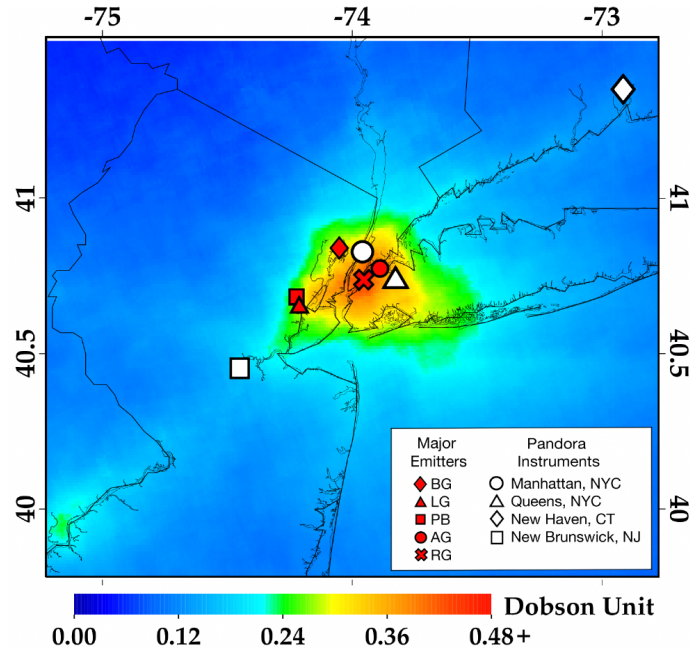 -75 -74 -73
41 41
40.5 40.5
40 40
Major Emitters
BG
LG
PB
AG
RG
Pandora Instruments
Manhattan, NYC
Queens, NYC
New Haven, CT
New Brunswick, NJ
Dobson Unit
0.00 0.12 0.24 0.36 0.48+